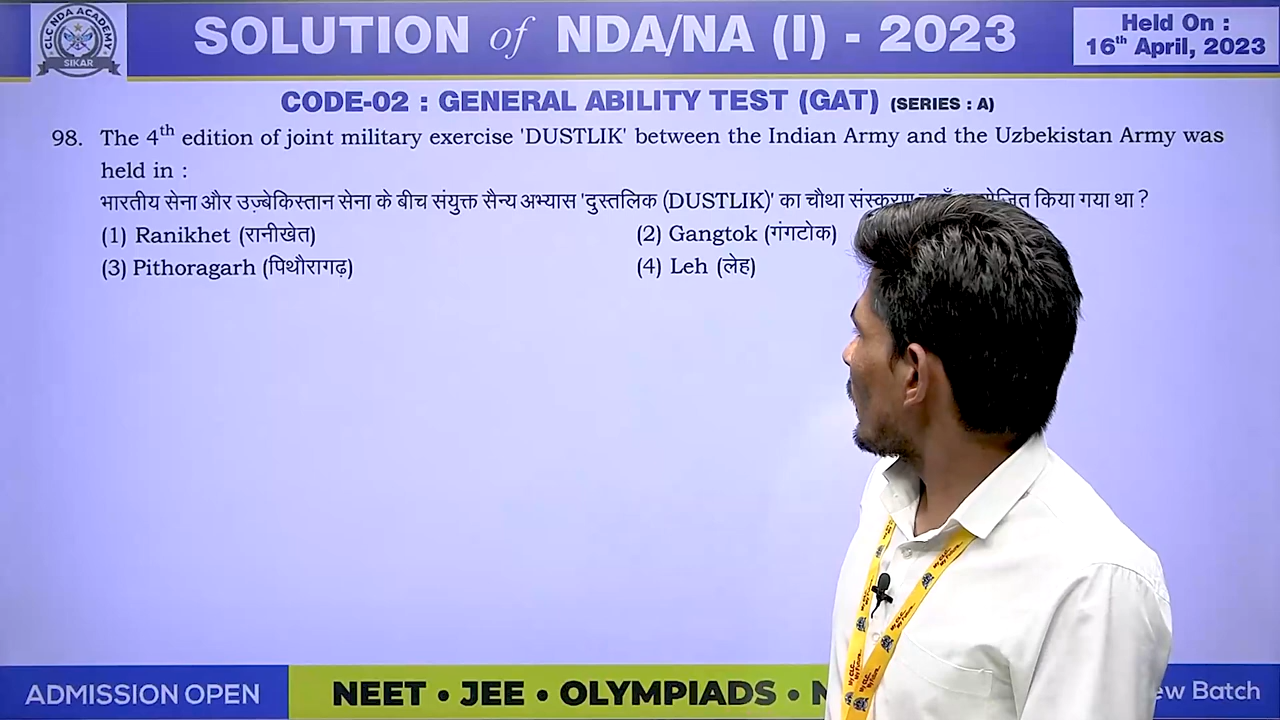 CLC NDA ACADEMY
SIKAR
SOLUTION of NDA/NA (I) - 2023
Held On :
16th April, 2023
CODE-02 : GENERAL ABILITY TEST (GAT) (SERIES : A)
98. The 4th edition of joint military exercise 'DUSTLIK' between the Indian Army and the Uzbekistan Army was
held in :
भारतीय सेना और उज़्बेकिस्तान सेना के बीच संयुक्त सैन्य अभ्यास 'दुस्तलिक (DUSTLIK)' का चौथा संस्करण किया गया था ?
(1) Ranikhet (रानीखेत) (2) Gangtok (गंगटोक)
(3) Pithoragarh (पिथौरागढ़) (4) Leh (लेह)
ADMISSION OPEN
NEET • JEE • OLYMPIADS •
Batch